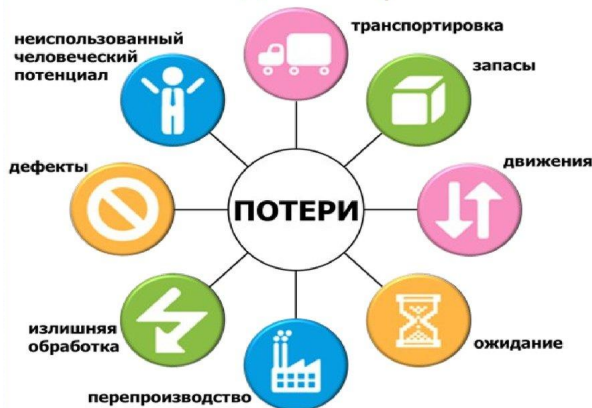 транспортировка
запасы
движения
ожидание
перепроизводство
излишняя
обработка
дефекты
неиспользованный
человеческий
потенциал
ПОТЕРИ